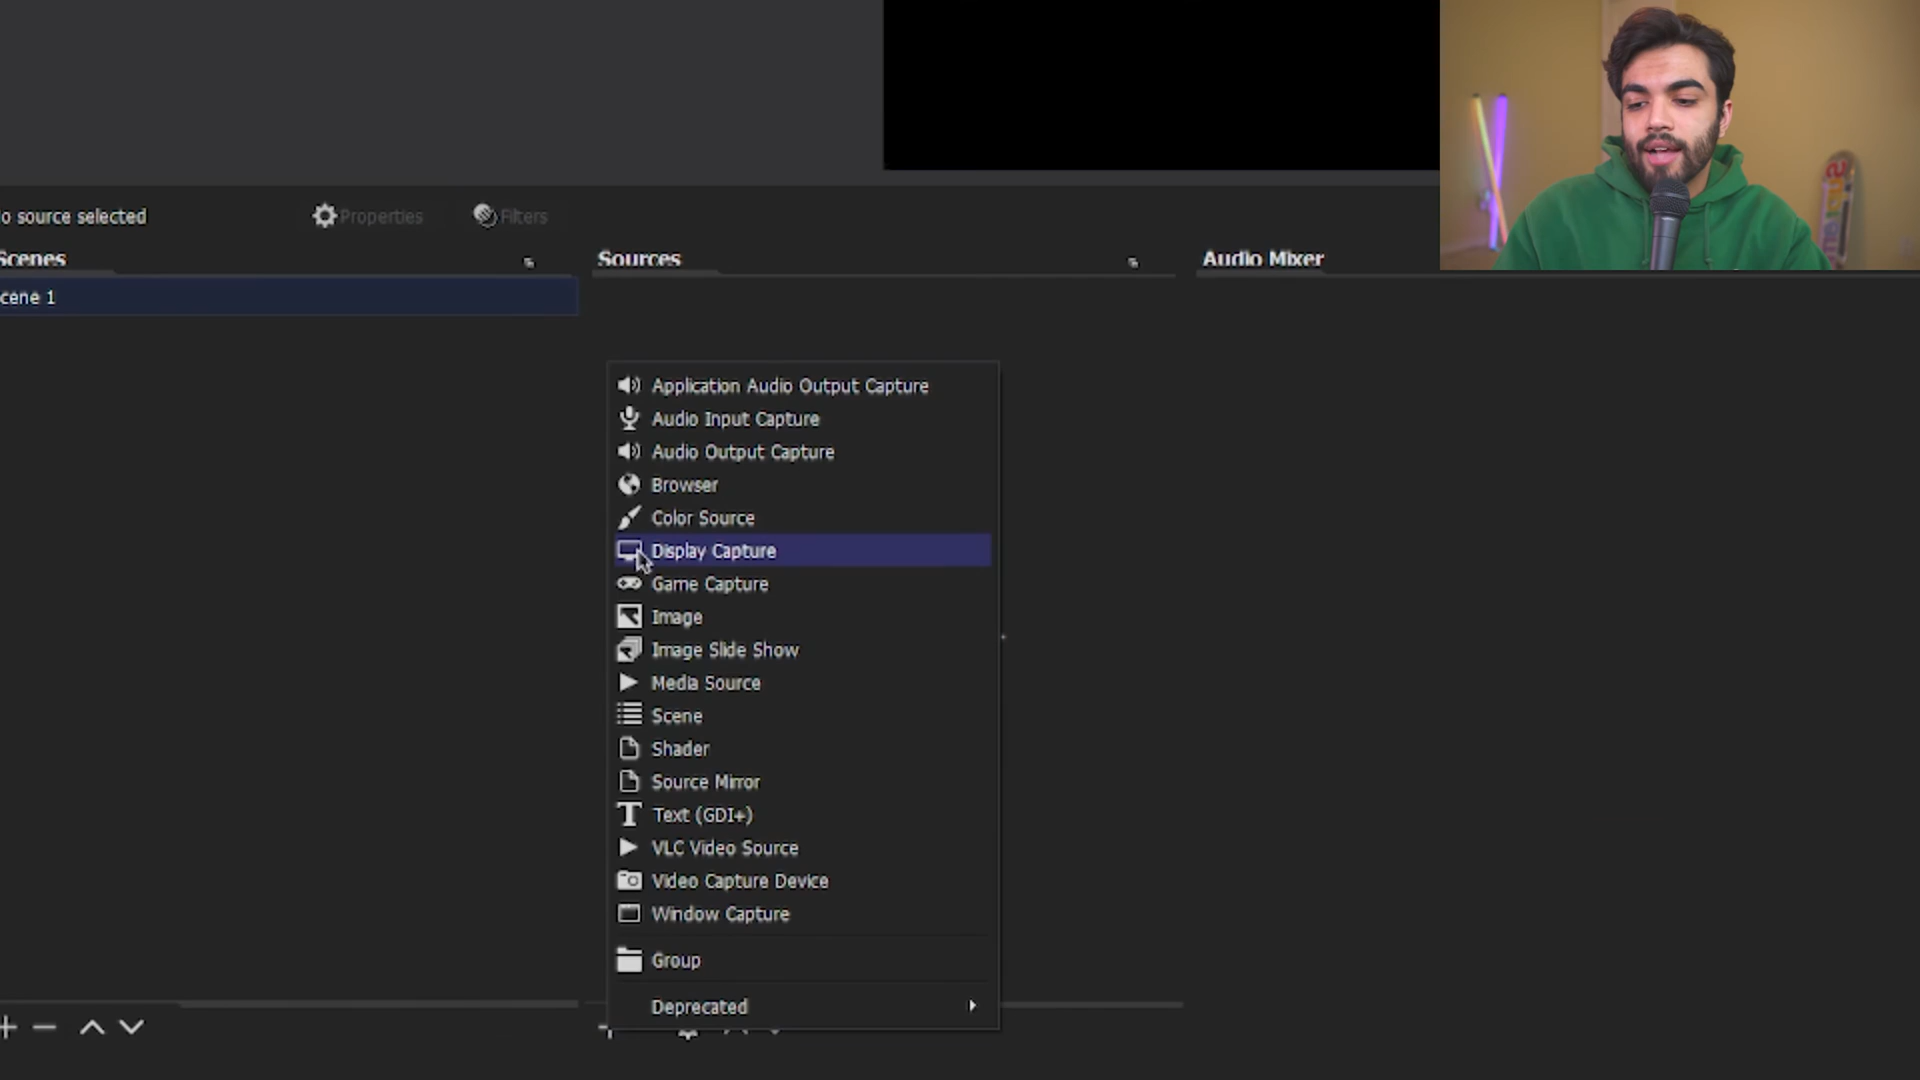 o source selected
Properties
Filters
Scenes
Sources
Audio Mixer
cene 1
Application Audio Output Capture
Audio Input Capture
Audio Output Capture
Browser
Color Source
Display Capture
Game Capture
Image
Image Slide Show
Media Source
Scene
Shader
Source Mirror
Text (GDI+)
VLC Video Source
Video Capture Device
Window Capture
Group
Deprecated